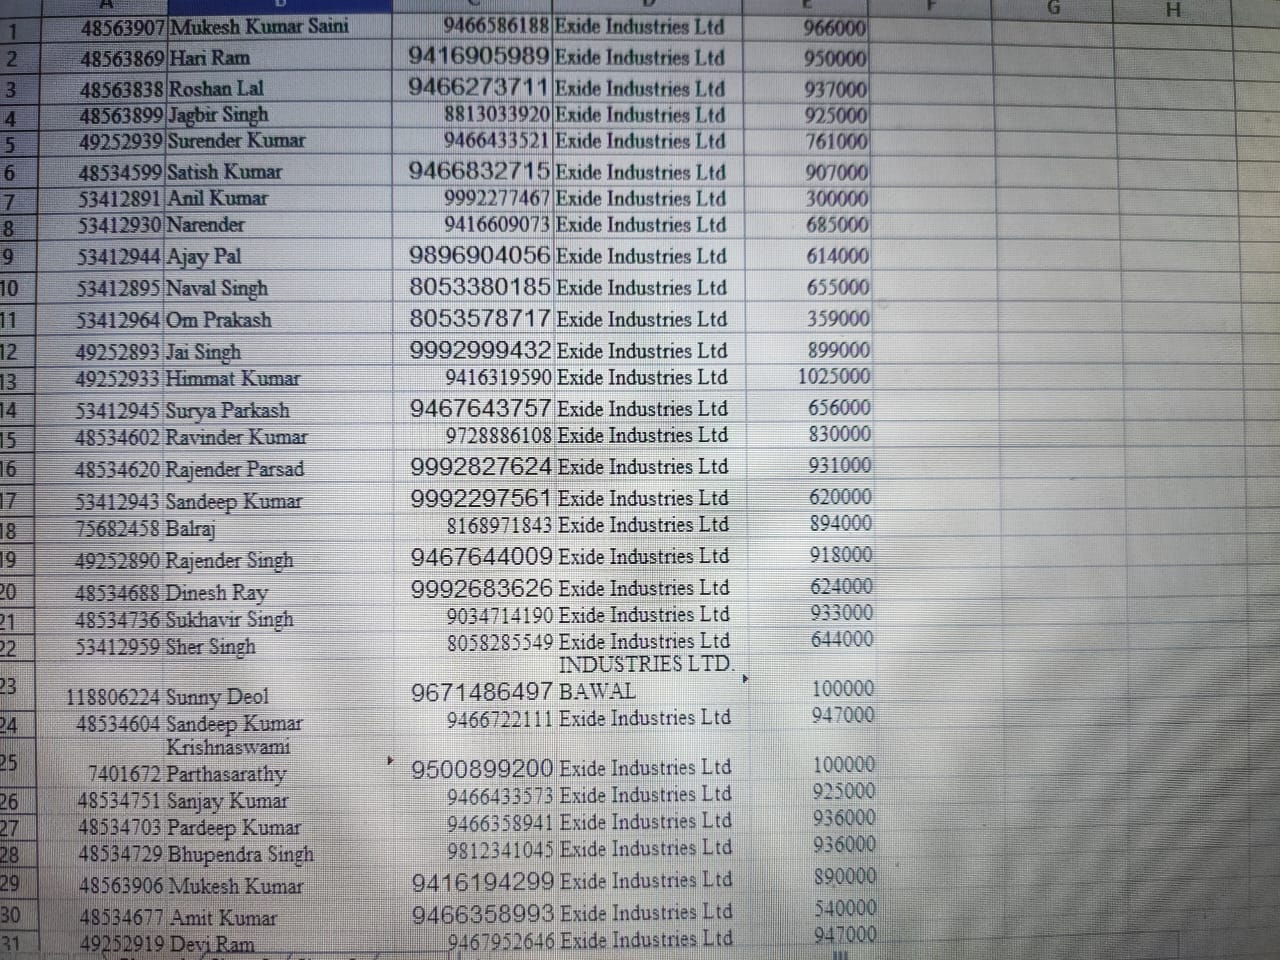 A B C D E F G H
1 48563907 Mukesh Kumar Saini 9466586188 Exide Industries Ltd 966000
2 48563869 Hari Ram 9416905989 Exide Industries Ltd 950000
3 48563838 Roshan Lal 9466273711 Exide Industries Ltd 937000
4 48563899 Jagbir Singh 8813033920 Exide Industries Ltd 925000
5 49252939 Surender Kumar 9466433521 Exide Industries Ltd 761000
6 48534599 Satish Kumar 9466832715 Exide Industries Ltd 907000
7 53412891 Anil Kumar 9992277467 Exide Industries Ltd 300000
8 53412930 Narender 9416609073 Exide Industries Ltd 685000
9 53412944 Ajay Pal 9896904056 Exide Industries Ltd 614000
10 53412895 Naval Singh 8053380185 Exide Industries Ltd 655000
11 53412964 Om Prakash 8053578717 Exide Industries Ltd 359000
12 49252893 Jai Singh 9992999432 Exide Industries Ltd 899000
13 49252933 Himmat Kumar 9416319590 Exide Industries Ltd 1025000
14 53412945 Surya Parkash 9467643757 Exide Industries Ltd 656000
15 48534602 Ravinder Kumar 9728886108 Exide Industries Ltd 830000
16 48534620 Rajender Parsad 9992827624 Exide Industries Ltd 931000
17 53412943 Sandeep Kumar 9992297561 Exide Industries Ltd 620000
18 75682458 Balraj 8168971843 Exide Industries Ltd 894000
19 49252890 Rajender Singh 9467644009 Exide Industries Ltd 918000
20 48534688 Dinesh Ray 9992683626 Exide Industries Ltd 624000
21 48534736 Sukhavir Singh 9034714190 Exide Industries Ltd 933000
22 53412959 Sher Singh 8058285549 Exide Industries Ltd 644000
INDUSTRIES LTD.
23 118806224 Sunny Deol 9671486497 BAWAL 100000
24 48534604 Sandeep Kumar 9466722111 Exide Industries Ltd 947000
Krishnaswami
25 7401672 Parthasarathy 9500899200 Exide Industries Ltd 100000
26 48534751 Sanjay Kumar 9466433573 Exide Industries Ltd 925000
27 48534703 Pardeep Kumar 9466358941 Exide Industries Ltd 936000
28 48534729 Bhupendra Singh 9812341045 Exide Industries Ltd 936000
29 48563906 Mukesh Kumar 9416194299 Exide Industries Ltd 890000
30 48534677 Amit Kumar 9466358993 Exide Industries Ltd 540000
31 49252919 Devi Ram 9467952646 Exide Industries Ltd 947000